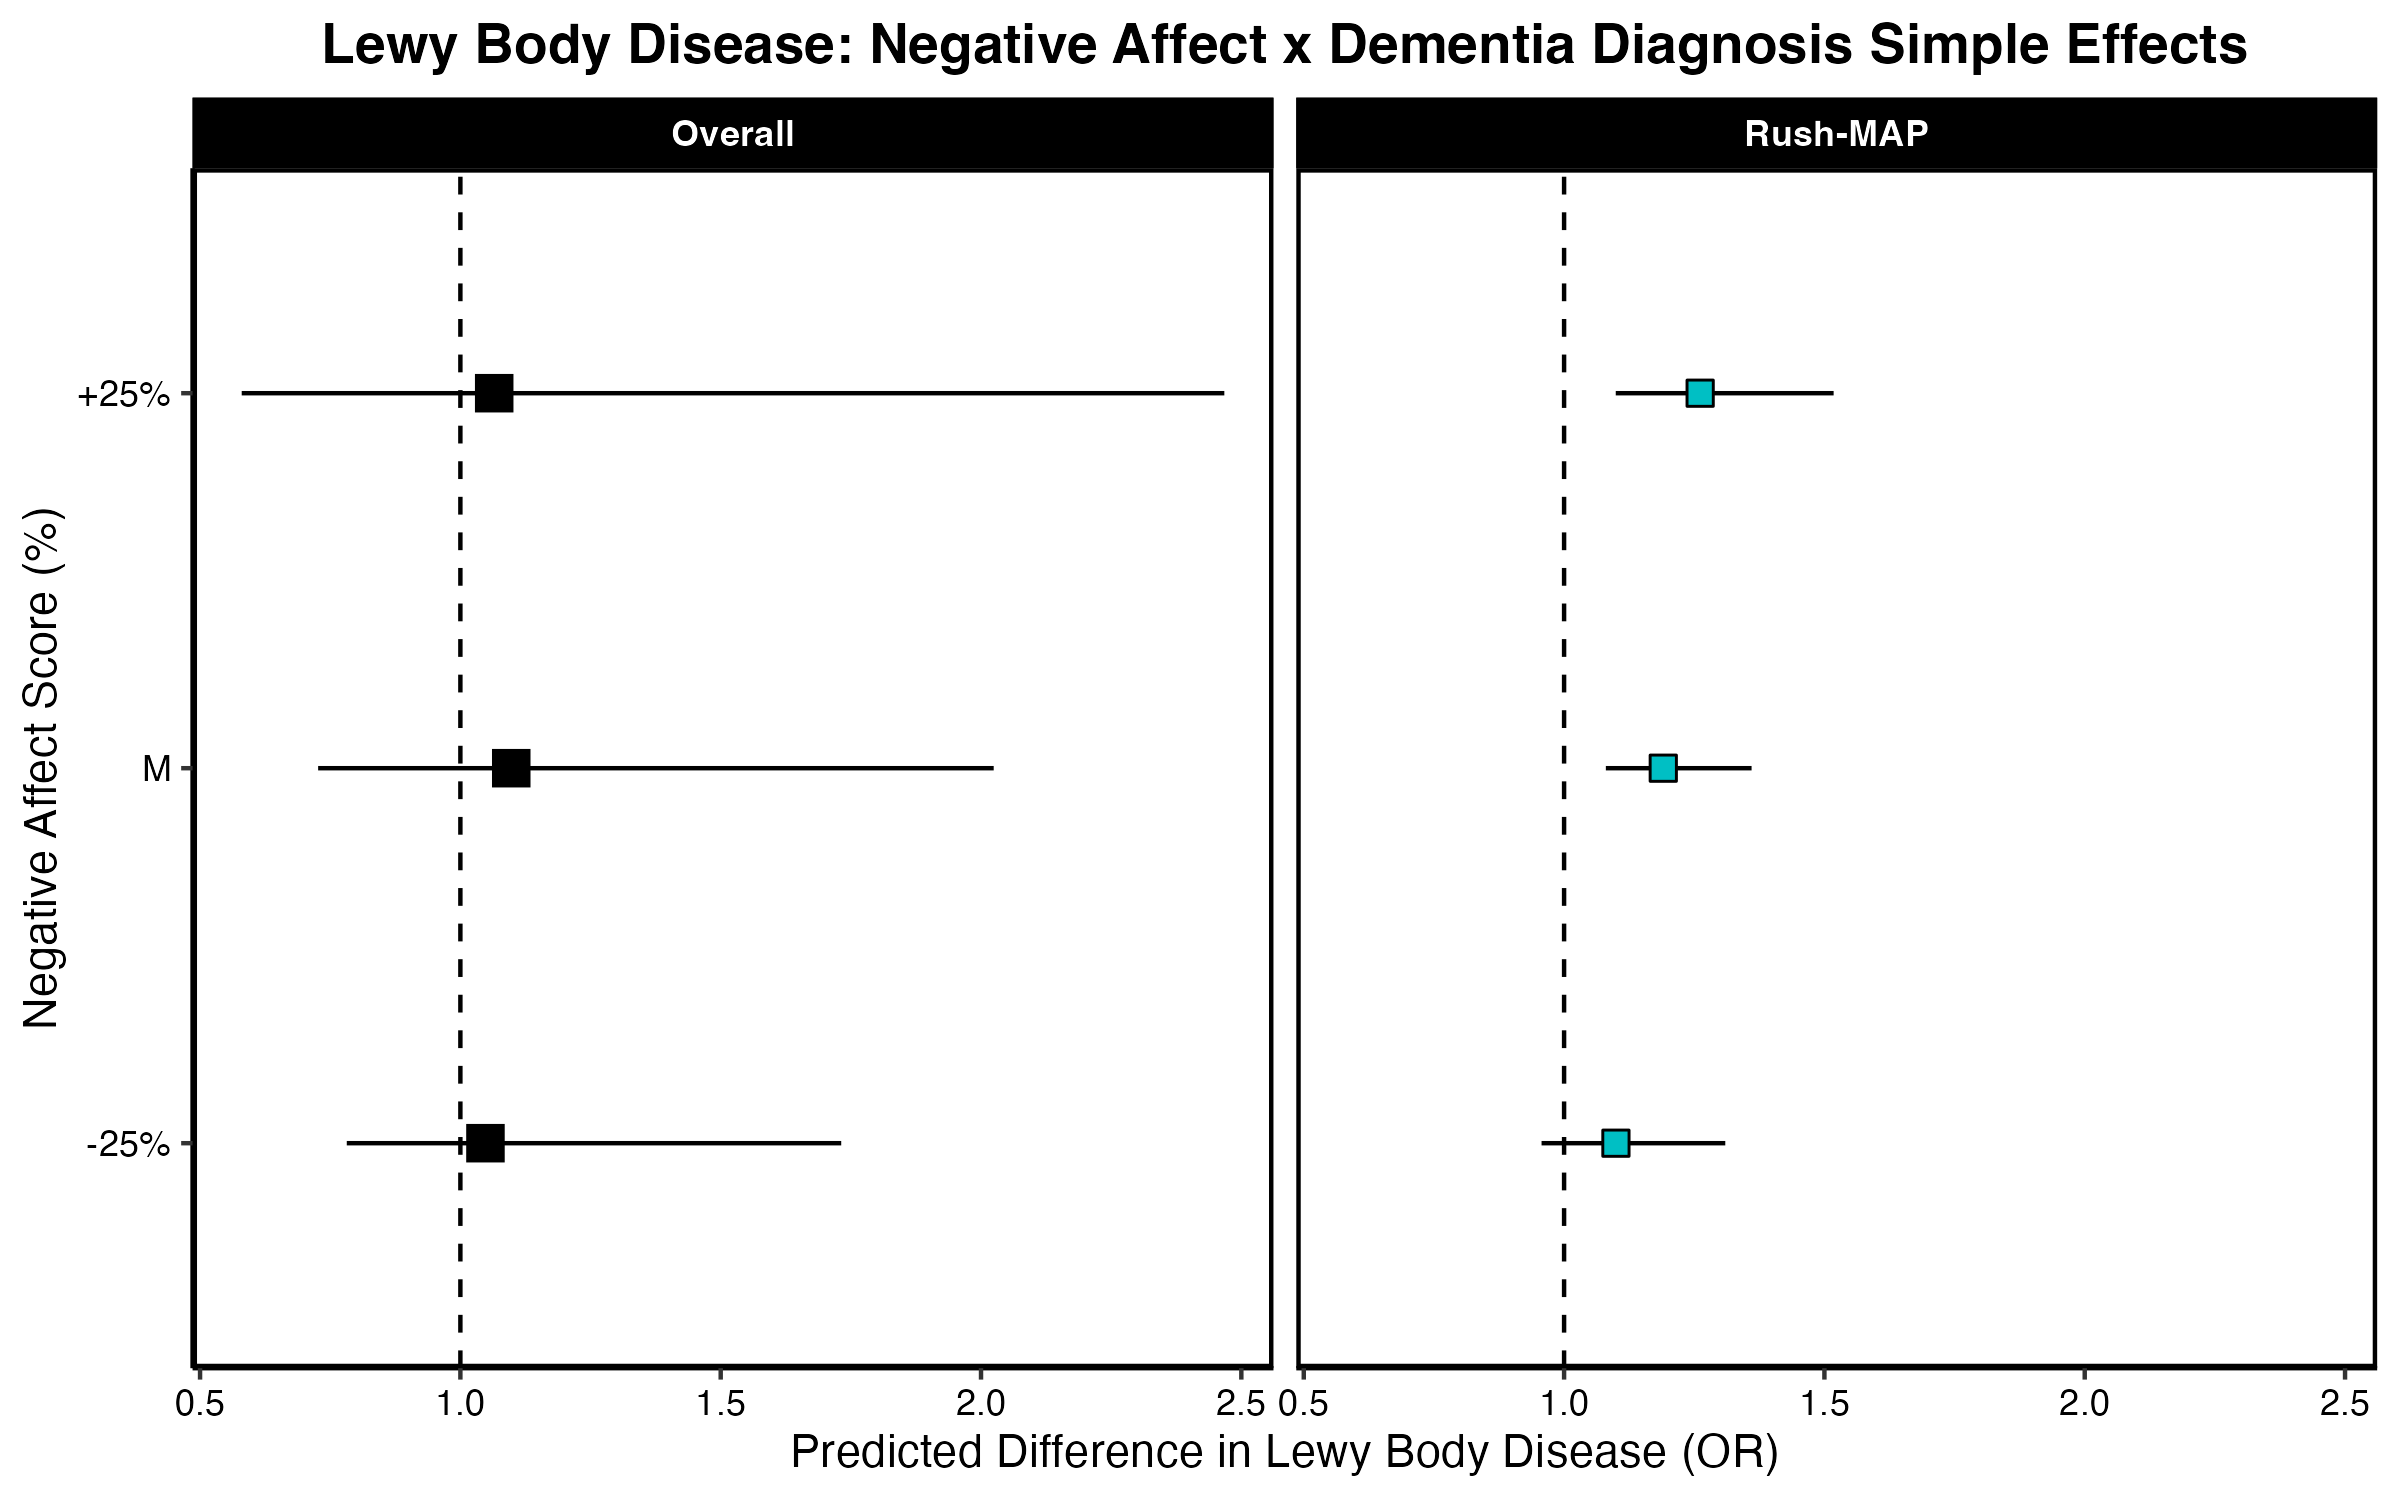 Lewy Body Disease: Negative Affect x Dementia Diagnosis Simple Effects
Overall
Rush-MAP
Negative Affect Score (%)
+25%
M
-25%
0.5 1.0 1.5 2.0 2.5
0.5 1.0 1.5 2.0 2.5
Predicted Difference in Lewy Body Disease (OR)